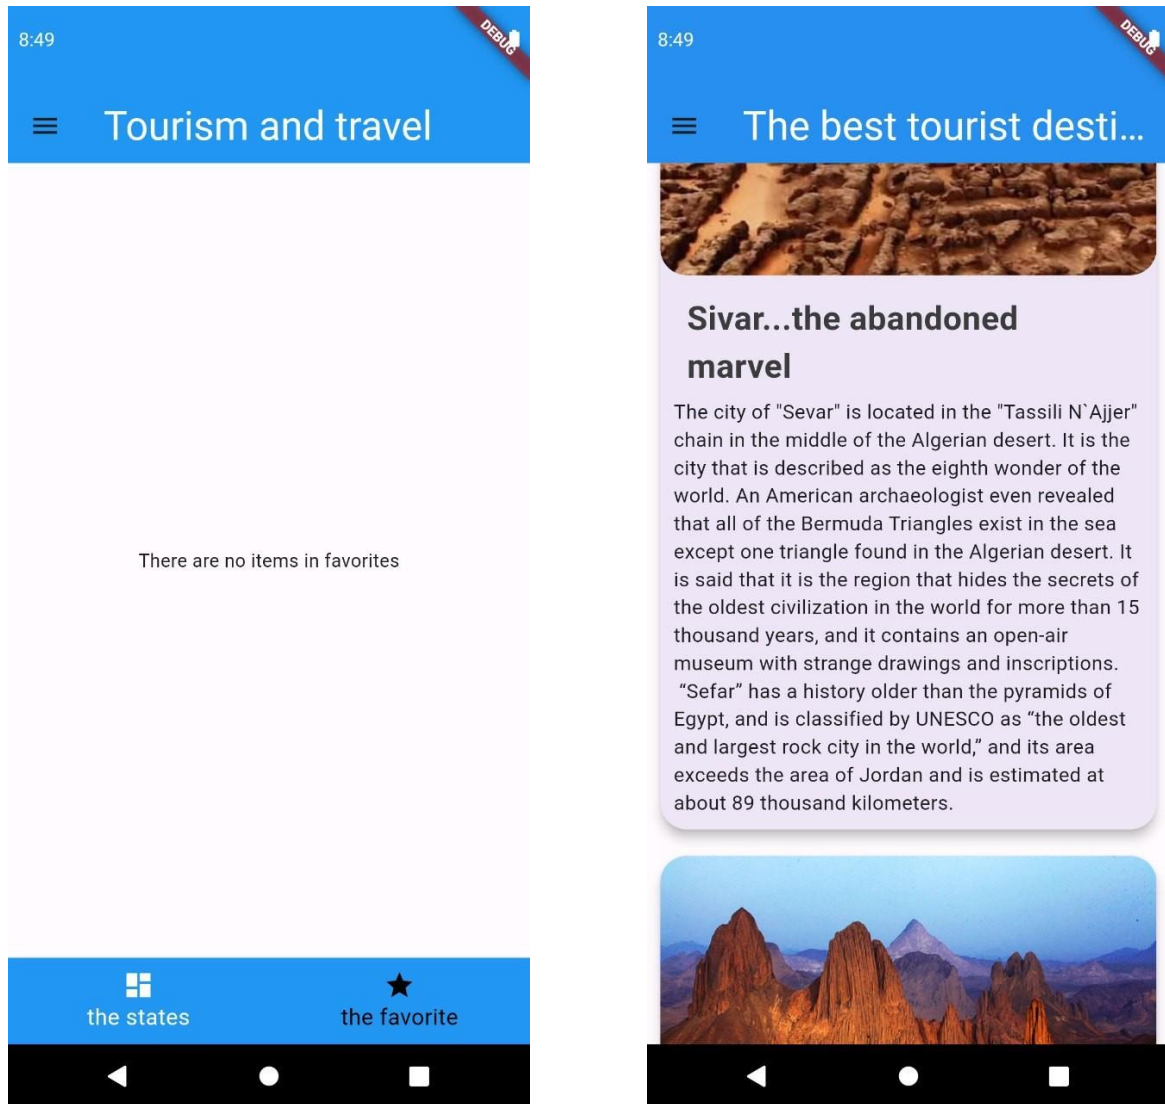 8:49
DEBUG
Tourism and travel
There are no items in favorites
the states
the favorite
8:49
DEBUG
The best tourist desti...
Sivar...the abandoned
marvel
The city of "Sevar" is located in the "Tassili N`Ajjer"
chain in the middle of the Algerian desert. It is the
city that is described as the eighth wonder of the
world. An American archaeologist even revealed
that all of the Bermuda Triangles exist in the sea
except one triangle found in the Algerian desert. It
is said that it is the region that hides the secrets of
the oldest civilization in the world for more than 15
thousand years, and it contains an open-air
museum with strange drawings and inscriptions.
“Sefar” has a history older than the pyramids of
Egypt, and is classified by UNESCO as “the oldest
and largest rock city in the world,” and its area
exceeds the area of Jordan and is estimated at
about 89 thousand kilometers.